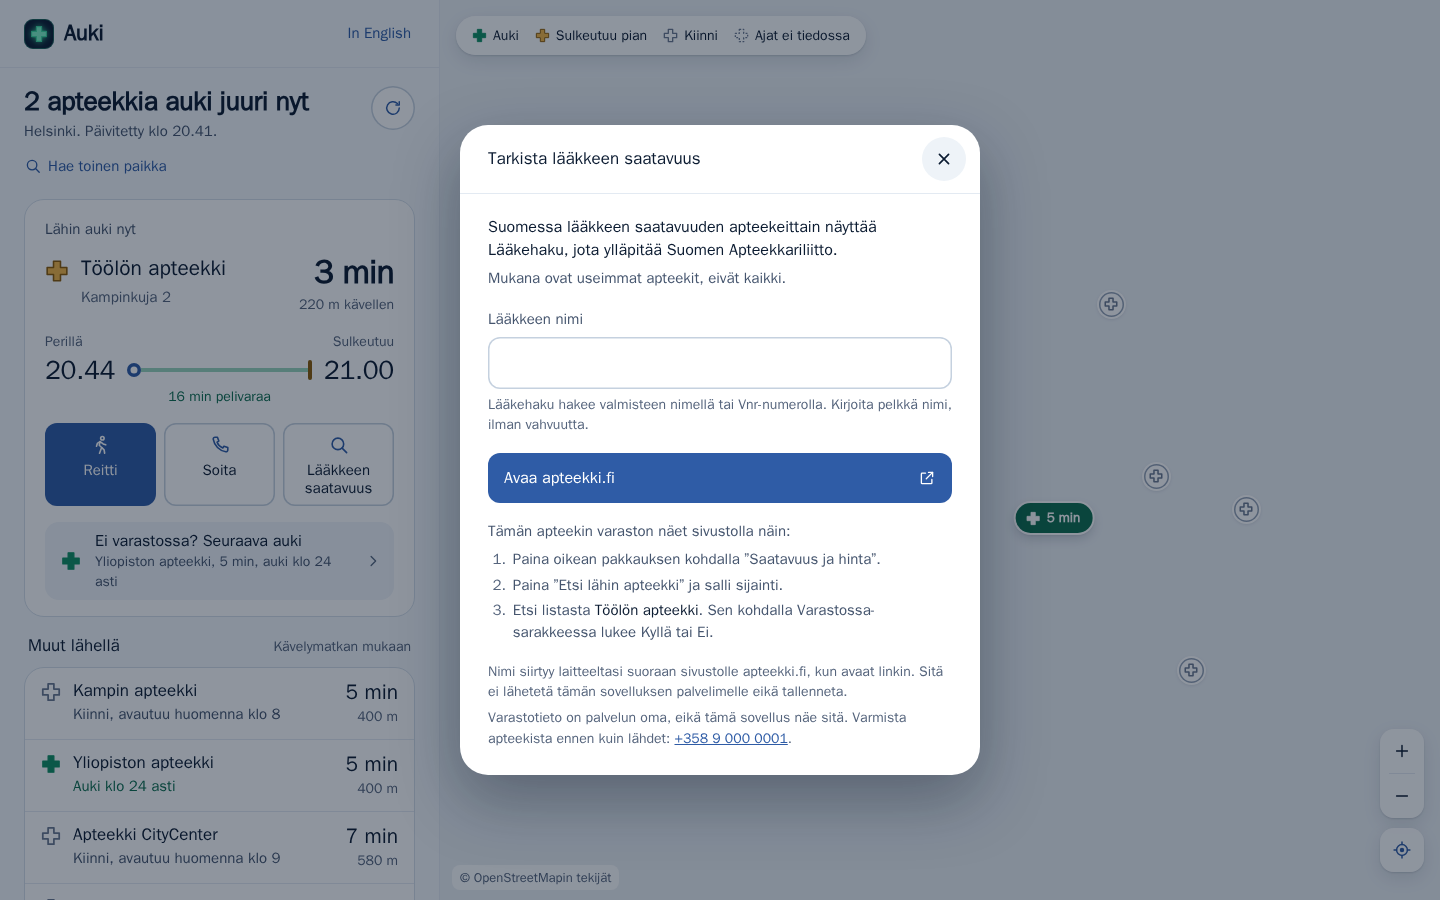 Auki
In English
2 apteekkia auki juuri nyt
Helsinki. Päivitetty klo 20.41.
Hae toinen paikka
Lähin auki nyt
Töölön apteekki
3 min
Kampinkuja 2
220 m kävellen
Perillä
Sulkeutuu
20.44
21.00
16 min pelivaraa
Reitti
Soita
Lääkkeen
saatavuus
Ei varastossa? Seuraava auki
Yliopiston apteekki, 5 min, auki klo 24
asti
Muut lähellä
Kävelymatkan mukaan
Kampin apteekki
5 min
Kiinni, avautuu huomenna klo 8
400 m
Yliopiston apteekki
5 min
Auki klo 24 asti
400 m
Apteekki CityCenter
7 min
Kiinni, avautuu huomenna klo 9
580 m
Auki
Sulkeutuu pian
Kiinni
Ajat ei tiedossa
Tarkista lääkkeen saatavuus
Suomessa lääkkeen saatavuuden apteekeittain näyttää
Lääkehaku, jota ylläpitää Suomen Apteekkariliitto.
Mukana ovat useimmat apteekit, eivät kaikki.
Lääkkeen nimi
Lääkehaku hakee valmisteen nimellä tai Vnr-numerolla. Kirjoita pelkkä nimi,
ilman vahvuutta.
Avaa apteekki.fi
Tämän apteekin varaston näet sivustolla näin:
1. Paina oikean pakkauksen kohdalla ”Saatavuus ja hinta”.
2. Paina ”Etsi lähin apteekki” ja salli sijainti.
3. Etsi listasta Töölön apteekki. Sen kohdalla Varastossa-
sarakkeessa lukee Kyllä tai Ei.
Nimi siirtyy laitteeltasi suoraan sivustolle apteekki.fi, kun avaat linkin. Sitä
ei lähetetä tämän sovelluksen palvelimelle eikä tallenneta.
Varastotieto on palvelun oma, eikä tämä sovellus näe sitä. Varmista
apteekista ennen kuin lähdet: +358 9 000 0001.
5 min
© OpenStreetMapin tekijät